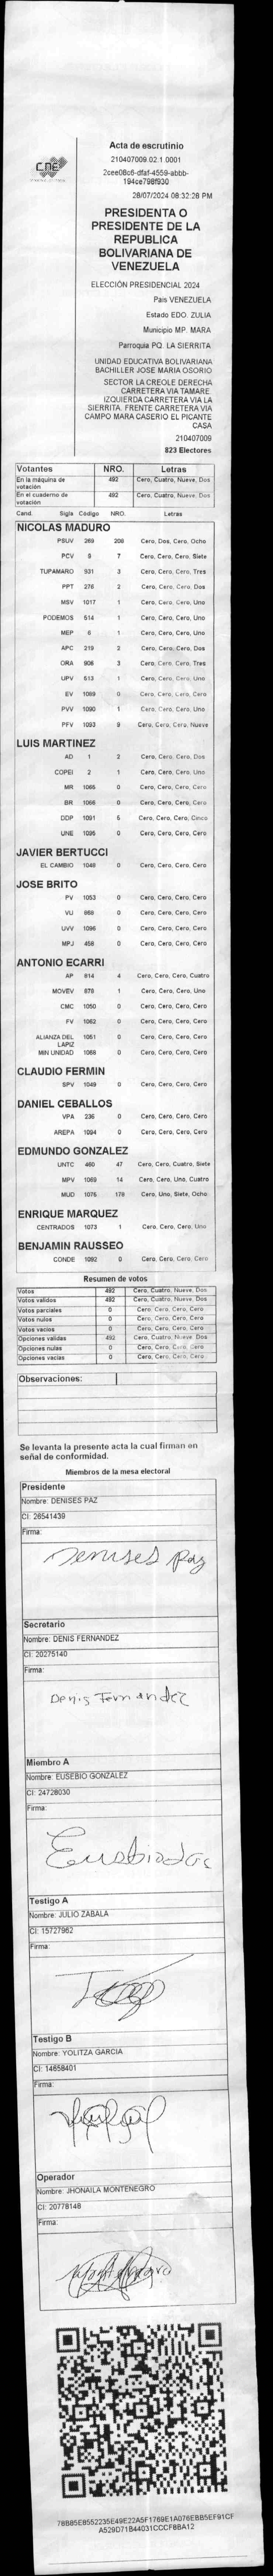 cne
Acta de escrutinio
210407009.02.1.0001
2cee08c6-dfaf-4559-abbb-
194ce798f930
28/07/2024 08:32:28 PM
PRESIDENTA O
PRESIDENTE DE LA
REPUBLICA
BOLIVARIANA DE
VENEZUELA
ELECCIÓN PRESIDENCIAL 2024
Pais VENEZUELA
Estado EDO. ZULIA
Municipio MP. MARA
Parroquia PQ. LA SIERRITA
UNIDAD EDUCATIVA BOLIVARIANA
BACHILLER JOSE MARIA OSORIO
SECTOR LA CREOLE DERECHA
CARRETERA VIA TAMARE.
IZQUIERDA CARRETERA VIA LA
SIERRITA. FRENTE CARRETERA VIA
CAMPO MARA CASERIO EL PICANTE
CASA
210407009
823 Electores
Votantes NRO. Letras
En la máquina de votación 492 Cero, Cuatro, Nueve, Dos
En el cuaderno de votación 492 Cero, Cuatro, Nueve, Dos
Cand. Sigla Código NRO. Letras
NICOLAS MADURO
PSUV 269 208 Cero, Dos, Cero, Ocho
PCV 9 7 Cero, Cero, Cero, Siete
TUPAMARO 931 3 Cero, Cero, Cero, Tres
PPT 276 2 Cero, Cero, Cero, Dos
MSV 1017 1 Cero, Cero, Cero, Uno
PODEMOS 514 1 Cero, Cero, Cero, Uno
MEP 6 1 Cero, Cero, Cero, Uno
APC 219 2 Cero, Cero, Cero, Dos
ORA 906 3 Cero, Cero, Cero, Tres
UPV 613 1 Cero, Cero, Cero, Uno
EV 1089 0 Cero, Cero, Cero, Cero
PVV 1090 1 Cero, Cero, Cero, Uno
PFV 1093 9 Cero, Cero, Cero, Nueve
LUIS MARTINEZ
AD 1 2 Cero, Cero, Cero, Dos
COPEI 2 1 Cero, Cero, Cero, Uno
MR 1065 0 Cero, Cero, Cero, Cero
BR 1066 0 Cero, Cero, Cero, Cero
DDP 1091 5 Cero, Cero, Cero, Cinco
UNE 1095 0 Cero, Cero, Cero, Cero
JAVIER BERTUCCI
EL CAMBIO 1048 0 Cero, Cero, Cero, Cero
JOSE BRITO
PV 1053 0 Cero, Cero, Cero, Cero
VU 868 0 Cero, Cero, Cero, Cero
UVV 1096 0 Cero, Cero, Cero, Cero
MPJ 458 0 Cero, Cero, Cero, Cero
ANTONIO ECARRI
AP 814 4 Cero, Cero, Cero, Cuatro
MOVEV 878 1 Cero, Cero, Cero, Uno
CMC 1050 0 Cero, Cero, Cero, Cero
FV 1062 0 Cero, Cero, Cero, Cero
ALIANZA DEL LAPIZ 1051 0 Cero, Cero, Cero, Cero
MIN UNIDAD 1088 0 Cero, Cero, Cero, Cero
CLAUDIO FERMIN
SPV 1049 0 Cero, Cero, Cero, Cero
DANIEL CEBALLOS
VPA 236 0 Cero, Cero, Cero, Cero
AREPA 1094 0 Cero, Cero, Cero, Cero
EDMUNDO GONZALEZ
UNTC 460 47 Cero, Cero, Cuatro, Siete
MPV 1069 14 Cero, Cero, Uno, Cuatro
MUD 1076 178 Cero, Uno, Siete, Ocho
ENRIQUE MARQUEZ
CENTRADOS 1073 1 Cero, Cero, Cero, Uno
BENJAMIN RAUSSEO
CONDE 1092 0 Cero, Cero, Cero, Cero
Resumen de votos
Votos 492 Cero, Cuatro, Nueve, Dos
Votos validos 492 Cero, Cuatro, Nueve, Dos
Votos parciales 0 Cero, Cero, Cero, Cero
Votos nulos 0 Cero, Cero, Cero, Cero
Votos vacios 0 Cero, Cero, Cero, Cero
Opciones validas 492 Cero, Cuatro, Nueve, Dos
Opciones nulas 0 Cero, Cero, Cero, Cero
Opciones vacias 0 Cero, Cero, Cero, Cero
Observaciones:
Se levanta la presente acta la cual firman en
señal de conformidad.
Miembros de la mesa electoral
Presidente
Nombre: DENISES PAZ
CI: 26541439
Firma:
Denises Paz
Secretario
Nombre: DENIS FERNANDEZ
CI: 20275140
Firma:
Denis Fernandez
Miembro A
Nombre: EUSEBIO GONZALEZ
CI: 24728030
Firma:
Testigo A
Nombre: JULIO ZABALA
CI: 15727962
Firma:
Testigo B
Nombre: YOLITZA GARCIA
CI: 14658401
Firma:
Operador
Nombre: JHONAILA MONTENEGRO
CI: 20778148
Firma:
78B85E8552235E49E22A5F1769E1A076EBB5EF91CF
A529D71B44031CCCF8BA12